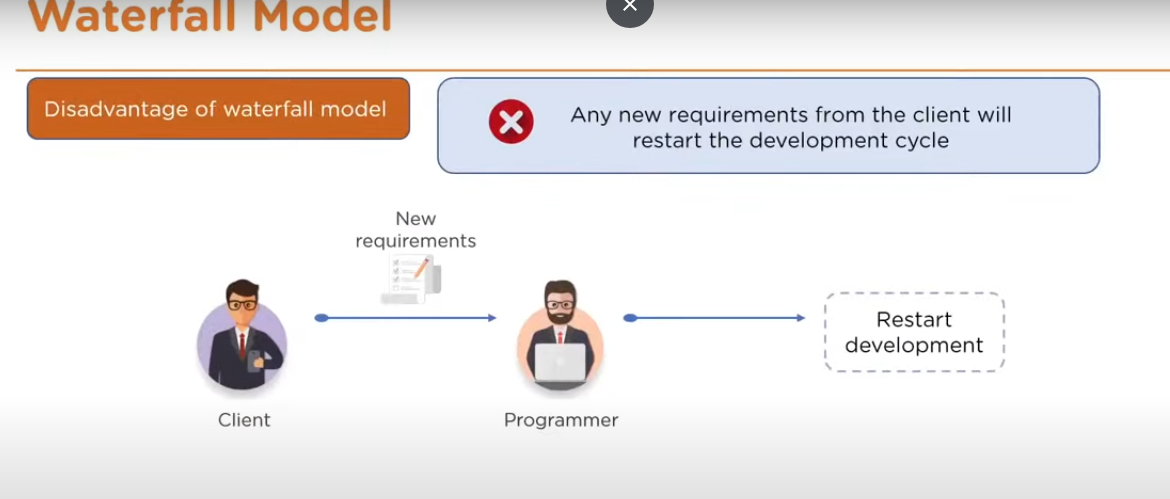 Waterfall Model
Disadvantage of waterfall model
Any new requirements from the client will
restart the development cycle
New
requirements
Restart
development
Client
Programmer